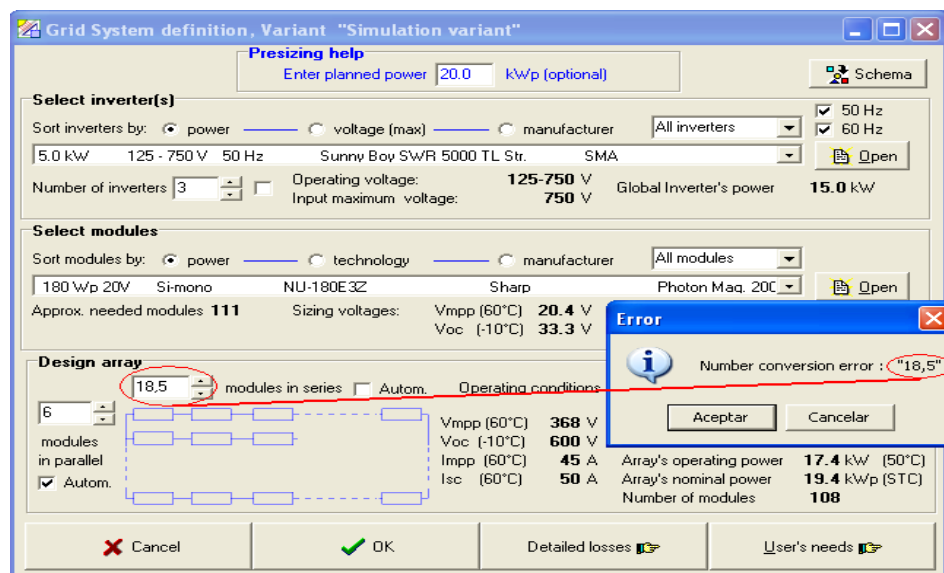 Grid System definition, Variant "Simulation variant"
Presizing help
Enter planned power 20.0 kWp (optional)
Schema
Select inverter(s)
50 Hz
Sort inverters by: power voltage (max) manufacturer All inverters 60 Hz
5.0 kW 125 - 750 V 50 Hz Sunny Boy SWR 5000 TL Str. SMA Open
Number of inverters 3 Operating voltage: 125-750 V Global Inverter's power 15.0 kW
Input maximum voltage: 750 V
Select modules
Sort modules by: power technology manufacturer All modules
180 Wp 20V Si-mono NU-180E3Z Sharp Photon Mag. 200 Open
Approx. needed modules 111 Sizing voltages: Vmpp (60°C) 20.4 V
Voc (-10°C) 33.3 V
Error
Number conversion error : "18,5"
Aceptar Cancelar
Design array
18,5 modules in series Autom. Operating conditions
6 modules in parallel
Autom.
Vmpp (60°C) 368 V
Voc (-10°C) 600 V
Impp (60°C) 45 A Array's operating power 17.4 kW (50°C)
Isc (60°C) 50 A Array's nominal power 19.4 kWp (STC)
Number of modules 108
Cancel OK Detailed losses User's needs